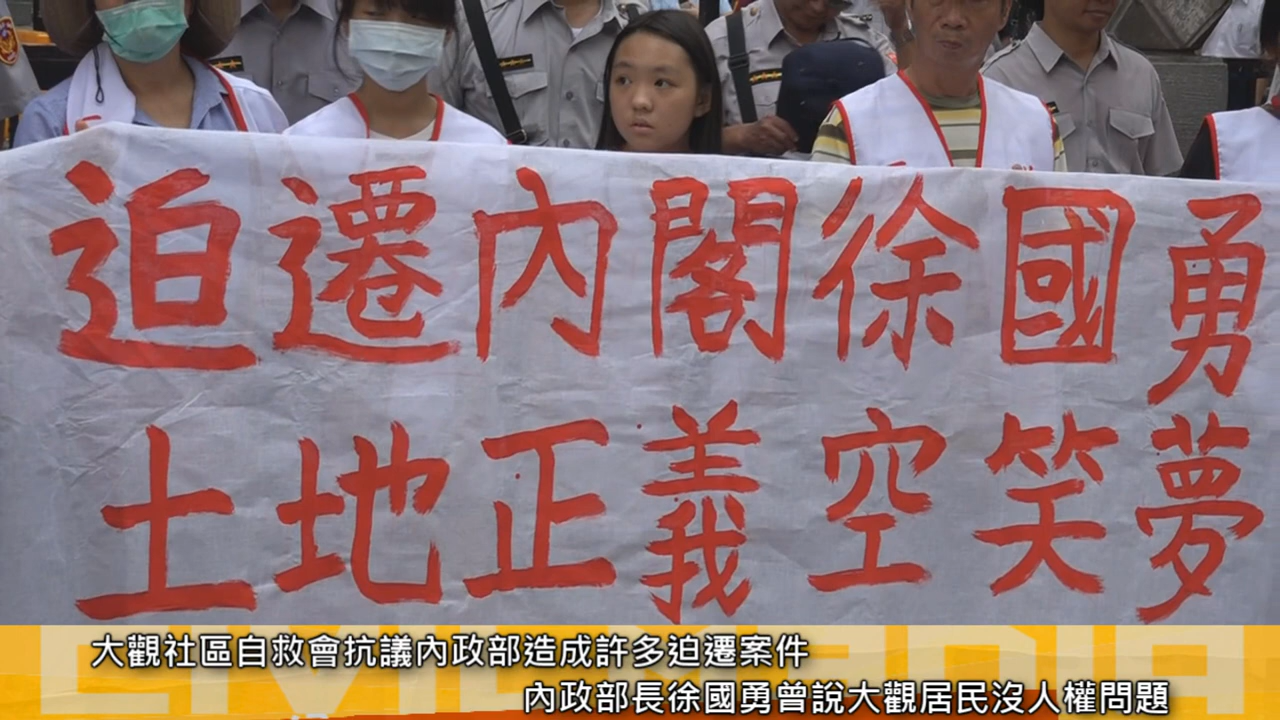 迫遷內閣徐國勇
土地正義空笑夢
大觀社區自救會抗議內政部造成許多迫遷案件
內政部長徐國勇曾說大觀居民沒人權問題